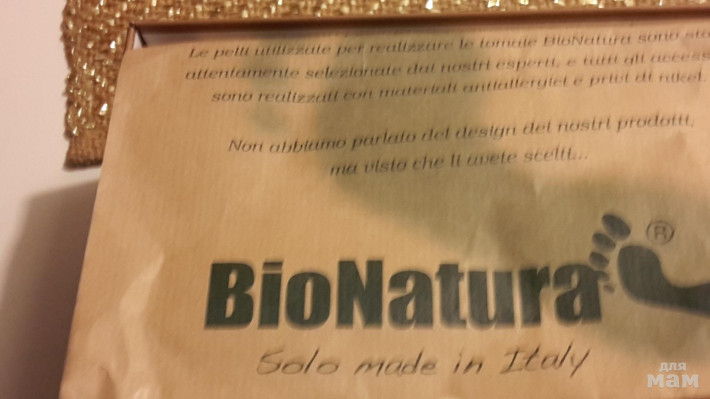 Le pelli utilizzate per realizzare le tomaie BioNatura sono sta
attentamente selezionate dai nostri esperti, e tutti gli access
sono realizzati con materiali antiallergici e privi di nikel.
Non abbiamo parlato del design dei nostri prodotti,
ma visto che li avete scelti...
®
BioNatura
Solo made in Italy
для
мам